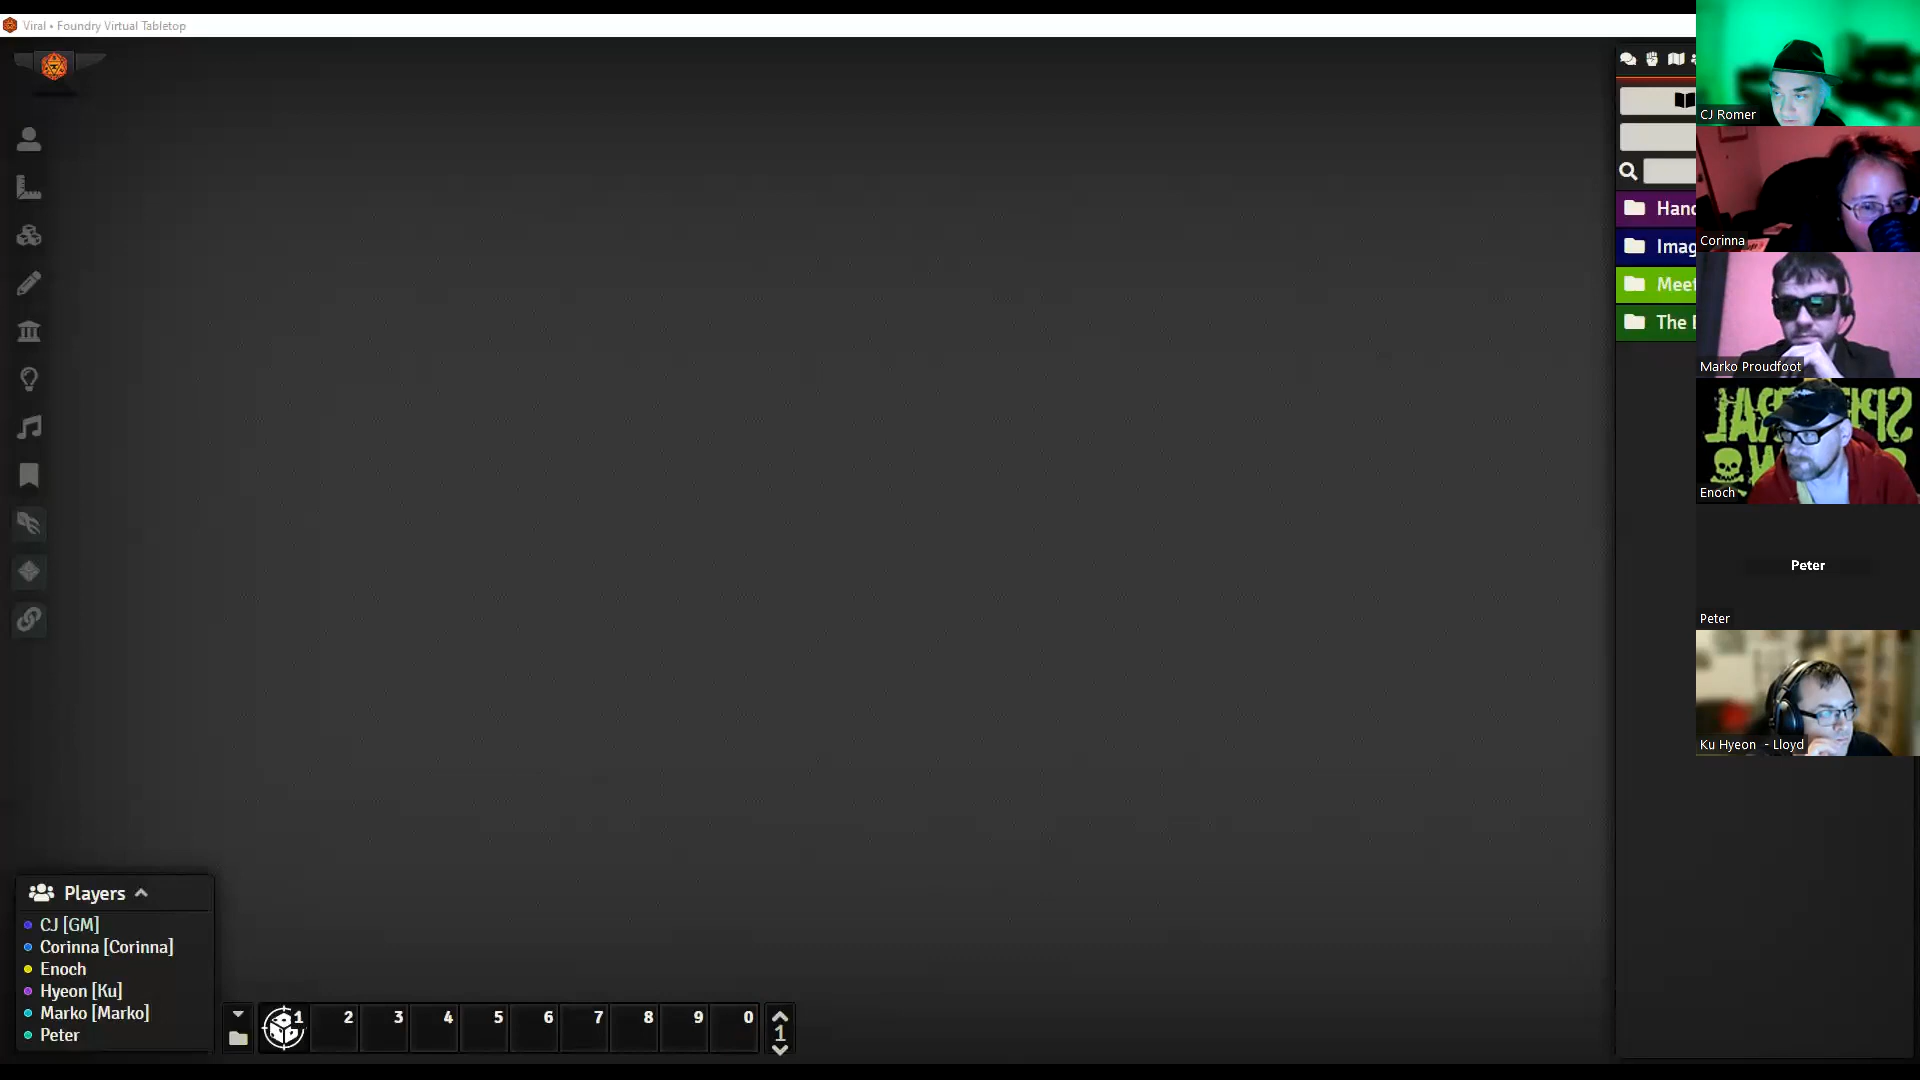 Viral • Foundry Virtual Tabletop
CJ Romer
Hand
Corinna
Imag
Meet
The E
Marko Proudfoot
Enoch
Peter
Peter
Ku Hyeon - Lloyd
Players
CJ [GM]
Corinna [Corinna]
Enoch
Hyeon [Ku]
Marko [Marko]
Peter
1 2 3 4 5 6 7 8 9 0
1